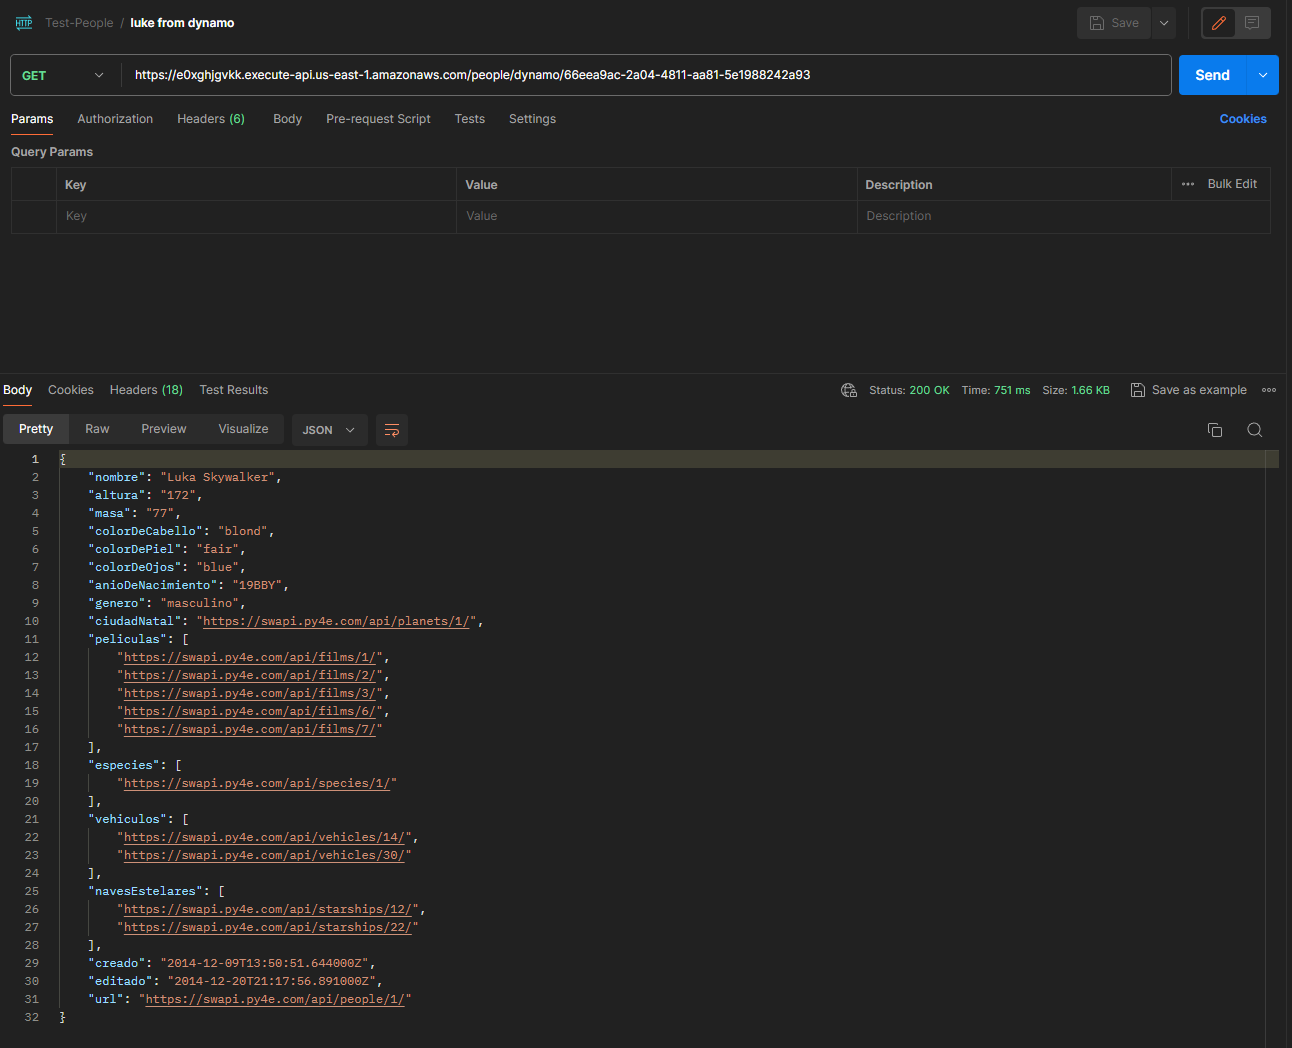 HTTP Test-People / luke from dynamo Save
GET https://e0xghjgvkk.execute-api.us-east-1.amazonaws.com/people/dynamo/66eea9ac-2a04-4811-aa81-5e1988242a93 Send
Params Authorization Headers (6) Body Pre-request Script Tests Settings Cookies
Query Params
Key Value Description ••• Bulk Edit
Key Value Description
Body Cookies Headers (18) Test Results Status: 200 OK Time: 751 ms Size: 1.66 KB Save as example
Pretty Raw Preview Visualize JSON
1 {
2 "nombre": "Luka Skywalker",
3 "altura": "172",
4 "masa": "77",
5 "colorDeCabello": "blond",
6 "colorDePiel": "fair",
7 "colorDeOjos": "blue",
8 "anioDeNacimiento": "19BBY",
9 "genero": "masculino",
10 "ciudadNatal": "https://swapi.py4e.com/api/planets/1/",
11 "peliculas": [
12 "https://swapi.py4e.com/api/films/1/",
13 "https://swapi.py4e.com/api/films/2/",
14 "https://swapi.py4e.com/api/films/3/",
15 "https://swapi.py4e.com/api/films/6/",
16 "https://swapi.py4e.com/api/films/7/"
17 ],
18 "especies": [
19 "https://swapi.py4e.com/api/species/1/"
20 ],
21 "vehiculos": [
22 "https://swapi.py4e.com/api/vehicles/14/",
23 "https://swapi.py4e.com/api/vehicles/30/"
24 ],
25 "navesEstelares": [
26 "https://swapi.py4e.com/api/starships/12/",
27 "https://swapi.py4e.com/api/starships/22/"
28 ],
29 "creado": "2014-12-09T13:50:51.644000Z",
30 "editado": "2014-12-20T21:17:56.891000Z",
31 "url": "https://swapi.py4e.com/api/people/1/"
32 }